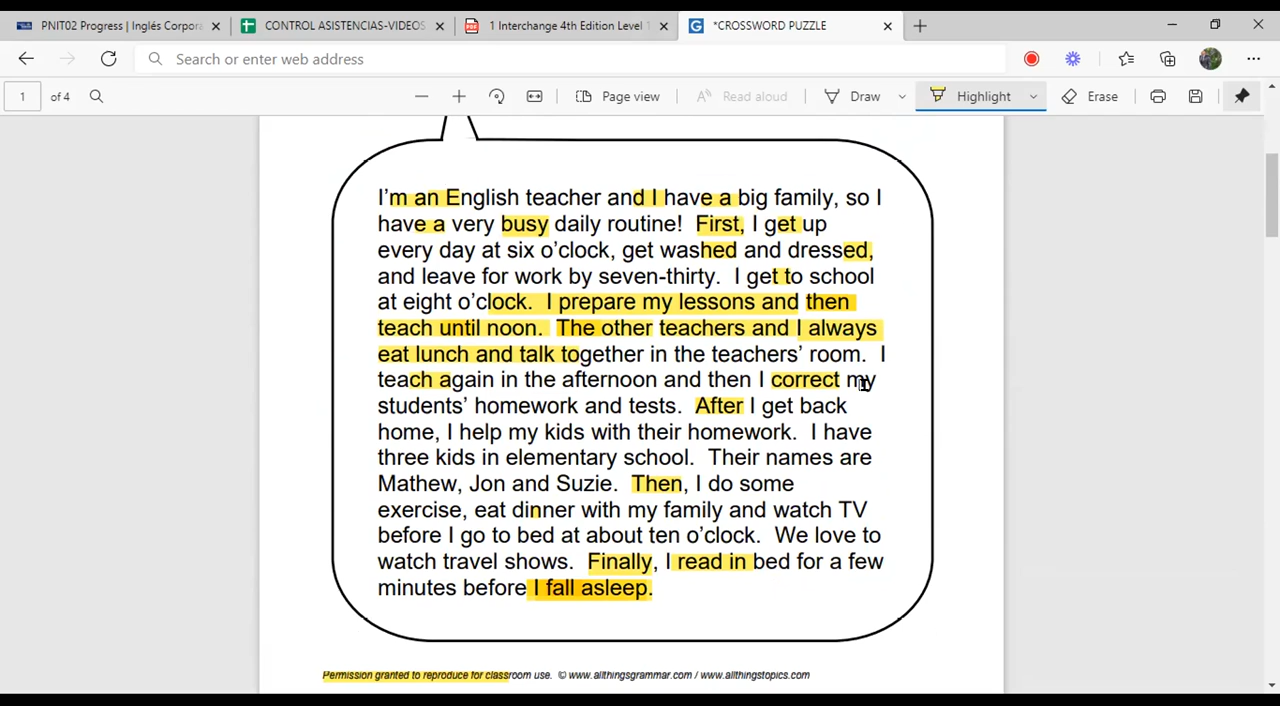 PNIT02 Progress | Inglés Corpora
CONTROL ASISTENCIAS-VIDEOS
1 Interchange 4th Edition Level 1
*CROSSWORD PUZZLE
Search or enter web address
1 of 4
Page view
Read aloud
Draw
Highlight
Erase
I'm an English teacher and I have a big family, so I
have a very busy daily routine! First, I get up
every day at six o'clock, get washed and dressed,
and leave for work by seven-thirty. I get to school
at eight o'clock. I prepare my lessons and then
teach until noon. The other teachers and I always
eat lunch and talk together in the teachers' room. I
teach again in the afternoon and then I correct my
students' homework and tests. After I get back
home, I help my kids with their homework. I have
three kids in elementary school. Their names are
Mathew, Jon and Suzie. Then, I do some
exercise, eat dinner with my family and watch TV
before I go to bed at about ten o'clock. We love to
watch travel shows. Finally, I read in bed for a few
minutes before I fall asleep.
Permission granted to reproduce for classroom use. © www.allthingsgrammar.com / www.allthingstopics.com